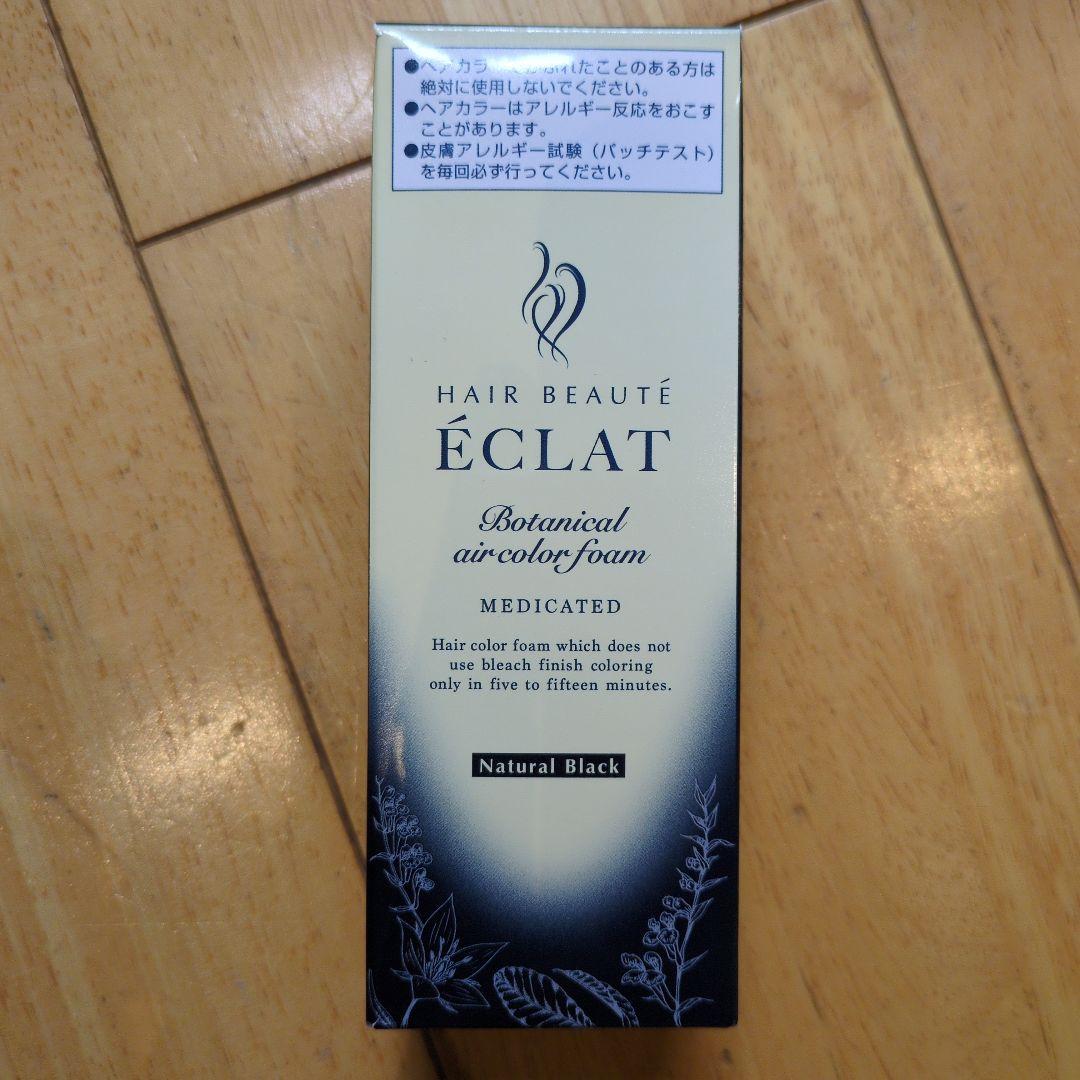 ●ヘアカラーでかぶれたことのある方は
絶対に使用しないでください。
●ヘアカラーはアレルギー反応をおこす
ことがあります。
●皮膚アレルギー試験（パッチテスト）
を毎回必ず行ってください。
HAIR BEAUTÉ
ÉCLAT
Botanical
air color foam
MEDICATED
Hair color foam which does not
use bleach finish coloring
only in five to fifteen minutes.
Natural Black